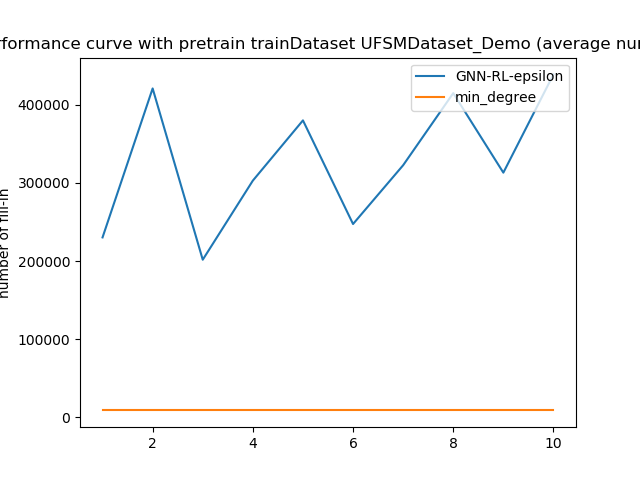 rformance curve with pretrain trainDataset UFSMDataset_Demo (average nu
GNN-RL-epsilon
min_degree
number of fill-in
400000
300000
200000
100000
0
2
4
6
8
10